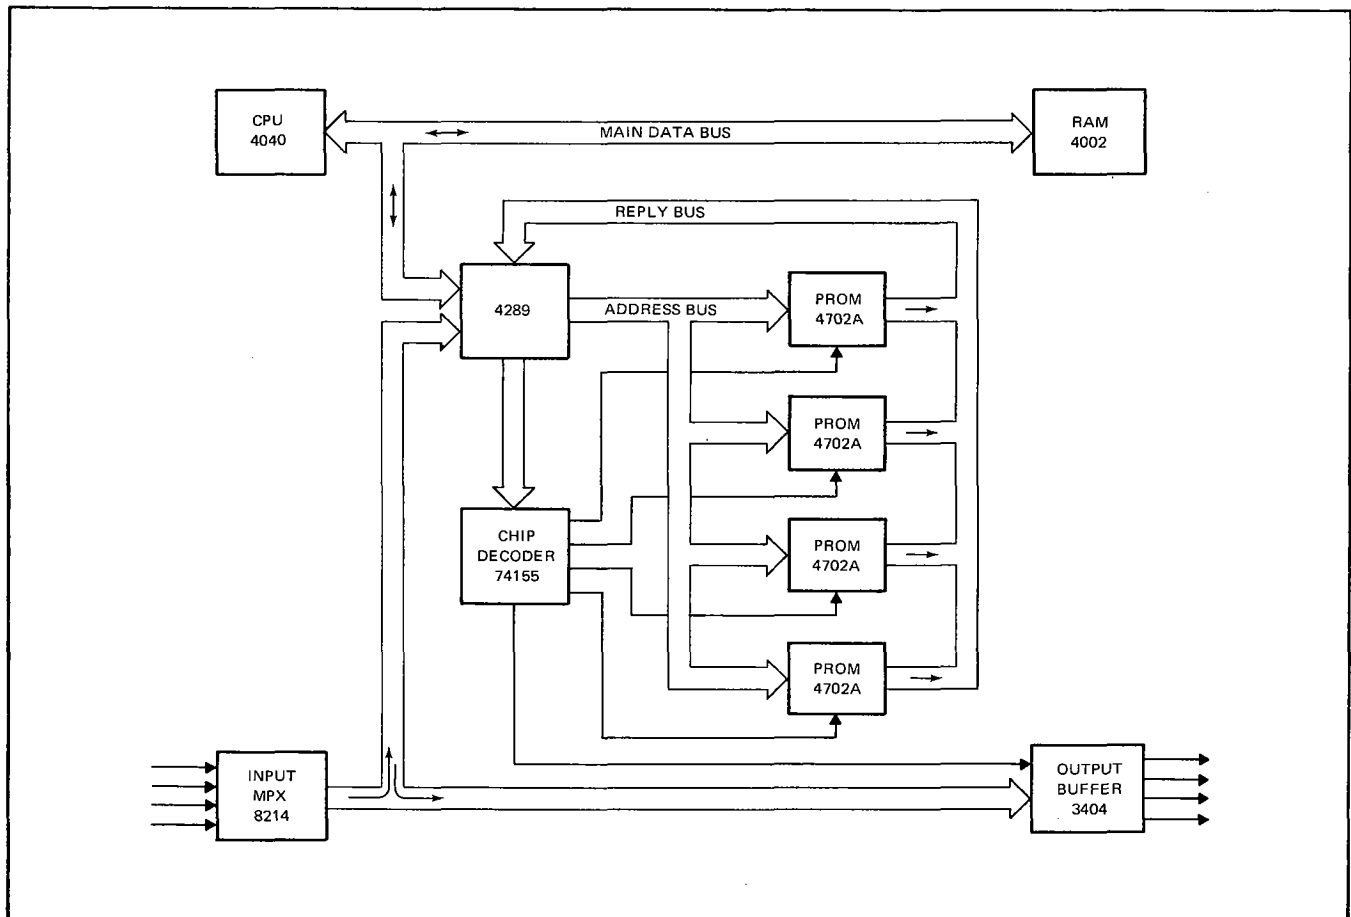 CPU
4040
MAIN DATA BUS
RAM
4002
REPLY BUS
4289
ADDRESS BUS
PROM
4702A
PROM
4702A
CHIP
DECODER
74155
PROM
4702A
PROM
4702A
INPUT
MPX
8214
OUTPUT
BUFFER
3404